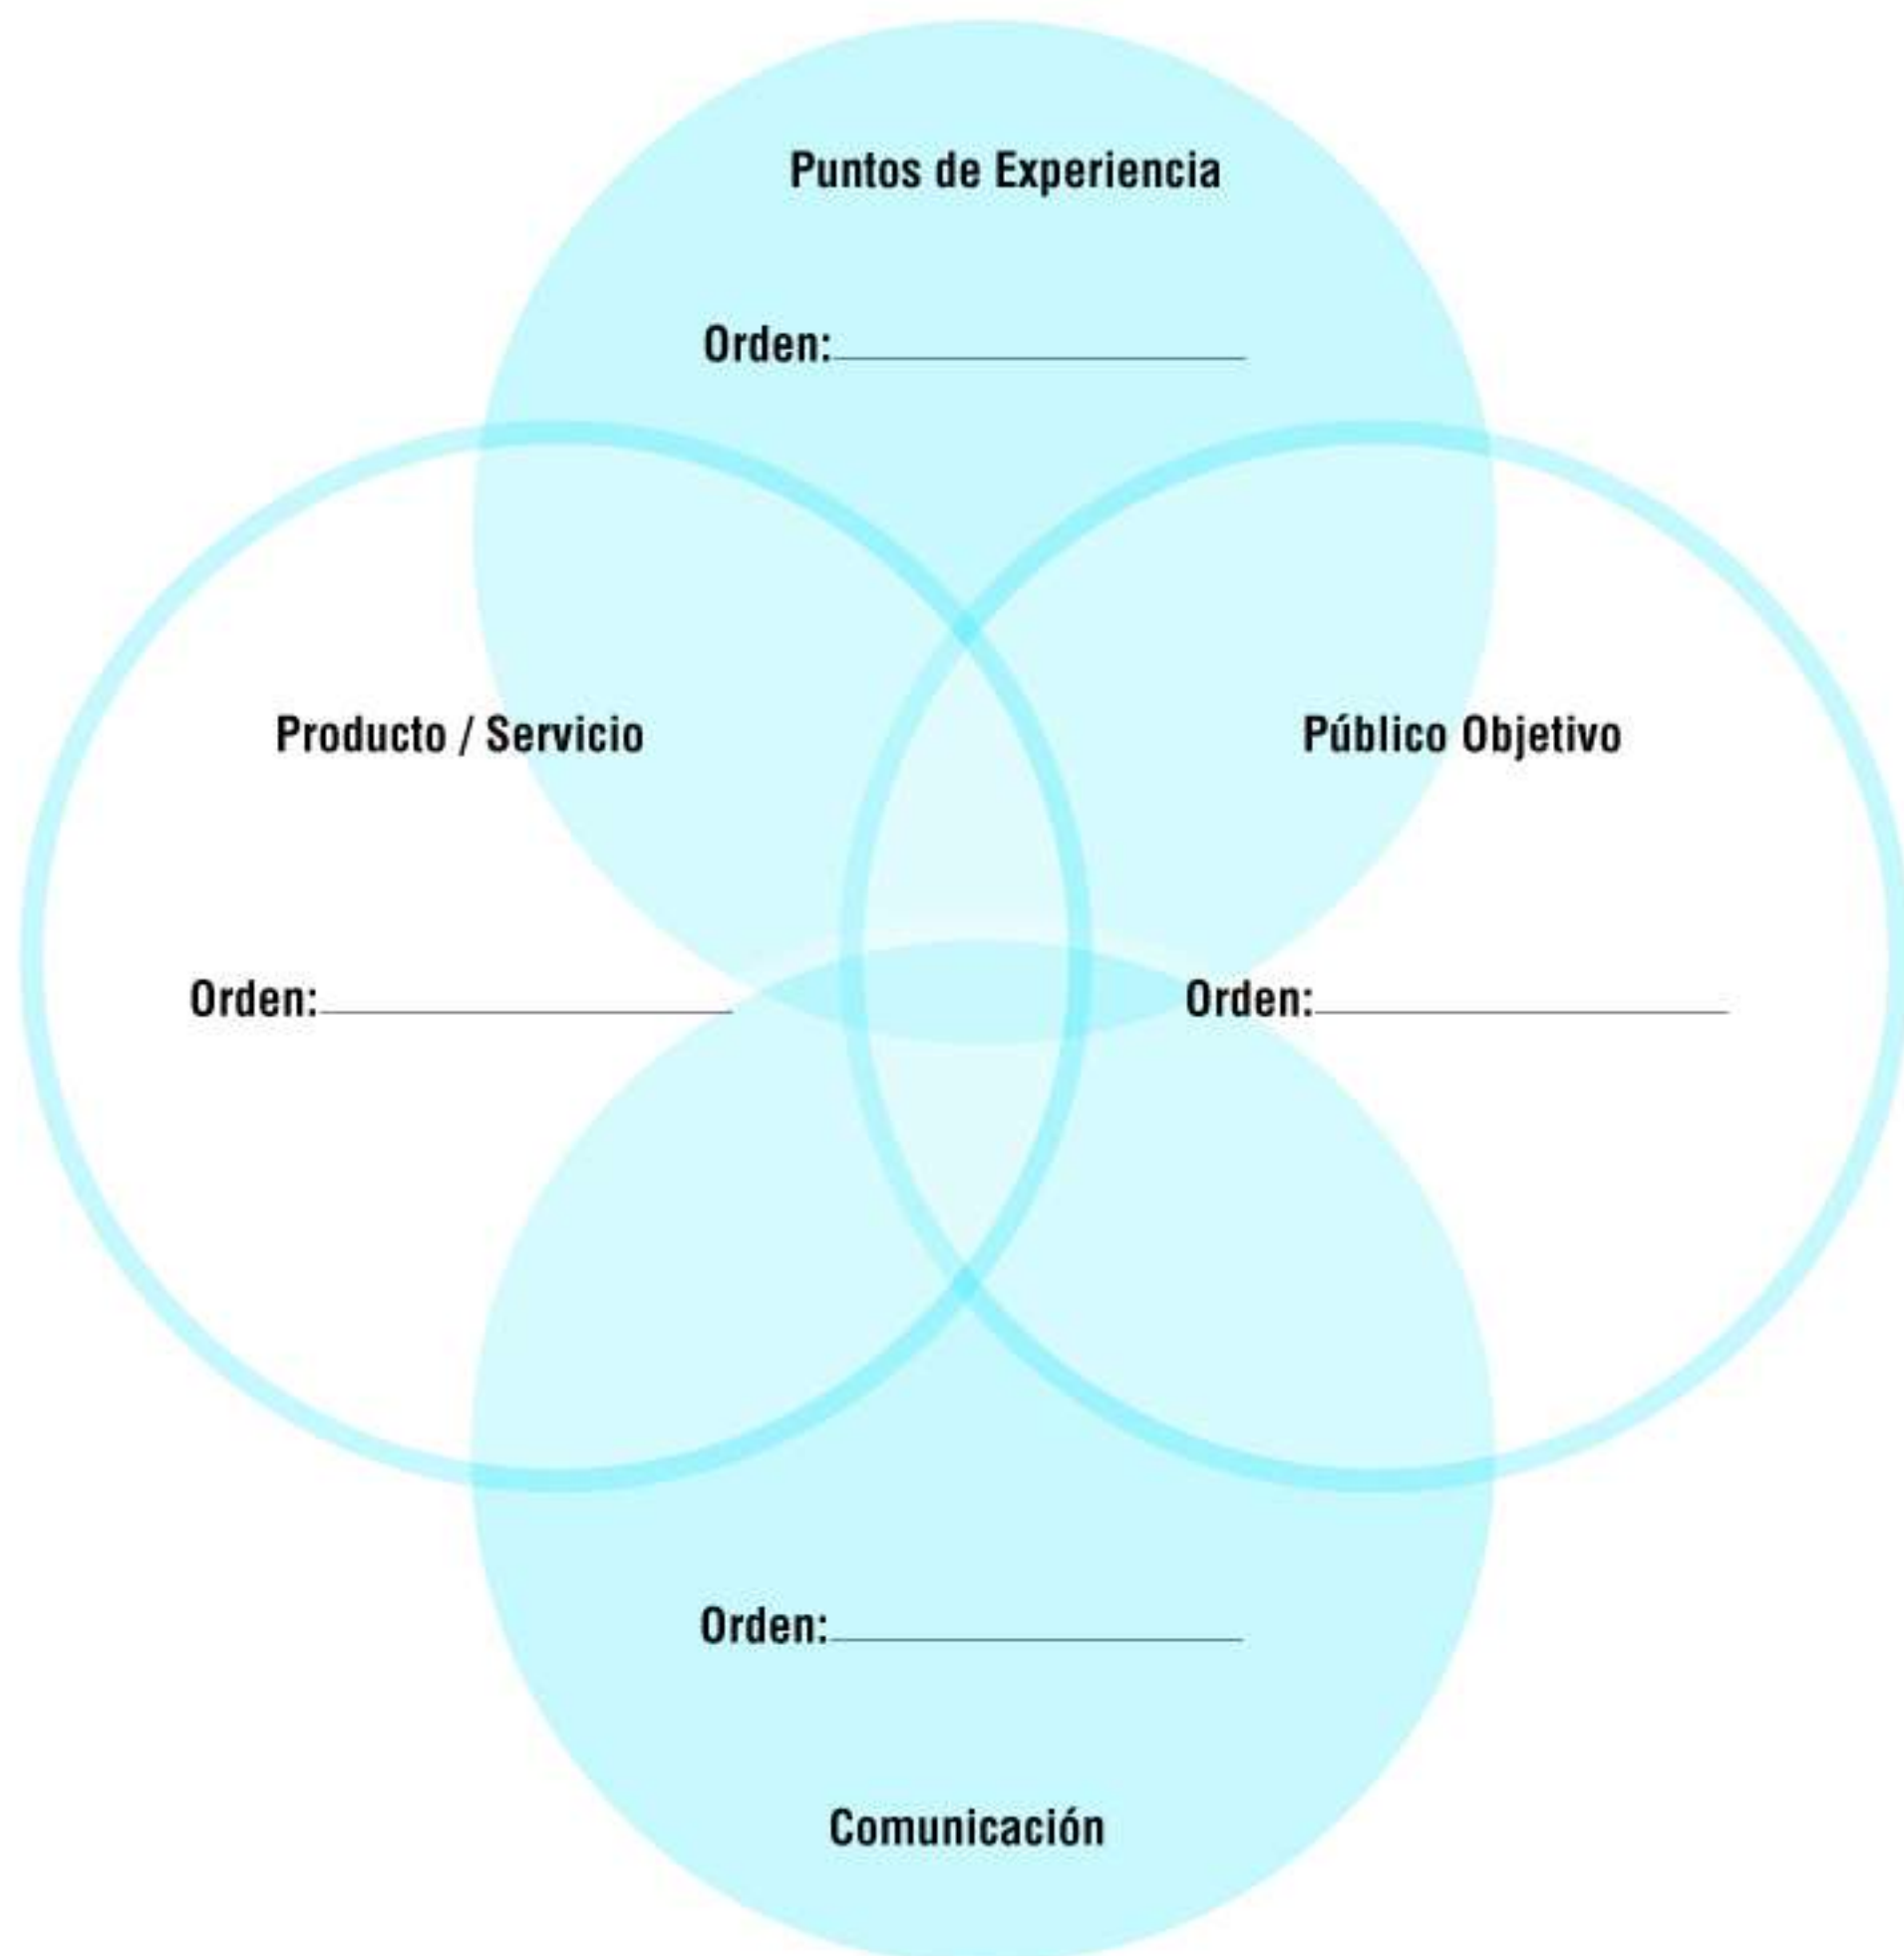 Puntos de Experiencia
Orden:
Producto / Servicio
Público Objetivo
Orden:
Orden:
Orden:
Comunicación